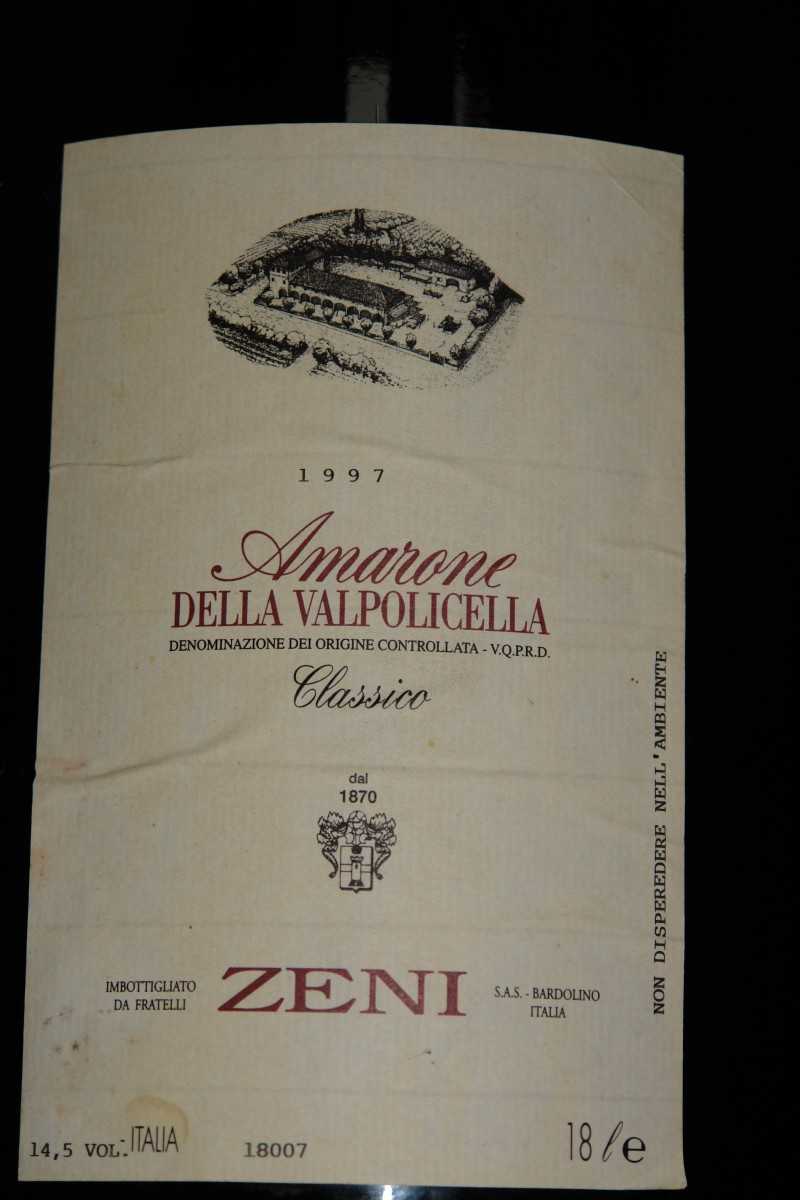 1997
Amarone
DELLA VALPOLICELLA
DENOMINAZIONE DEI ORIGINE CONTROLLATA - V.Q.P.R.D.
Classico
dal
1870
IMBOTTIGLIATO
DA FRATELLI
ZENI
S.A.S. - BARDOLINO
ITALIA
NON DISPEREDERE NELL'AMBIENTE
14,5 VOL. ITALIA
18007
18 l e